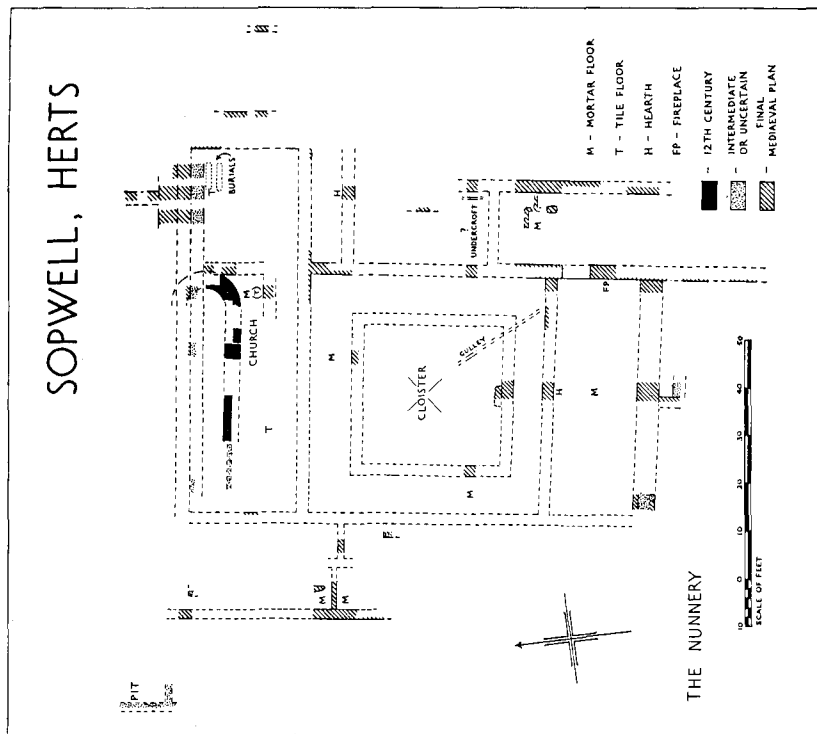 SOPWELL, HERTS
PIT
BURIALS
T
H
CHURCH
M
(T)
T
M
M
M
M
CLOISTER
GULLEY
?
UNDERCROFT
M
H
M
FP
M – MORTAR FLOOR
T – TILE FLOOR
H – HEARTH
FP – FIREPLACE
– 12TH CENTURY
– INTERMEDIATE
OR UNCERTAIN
– FINAL
MEDIAEVAL PLAN
THE NUNNERY
10 0 10 20 30 40 50
SCALE OF FEET